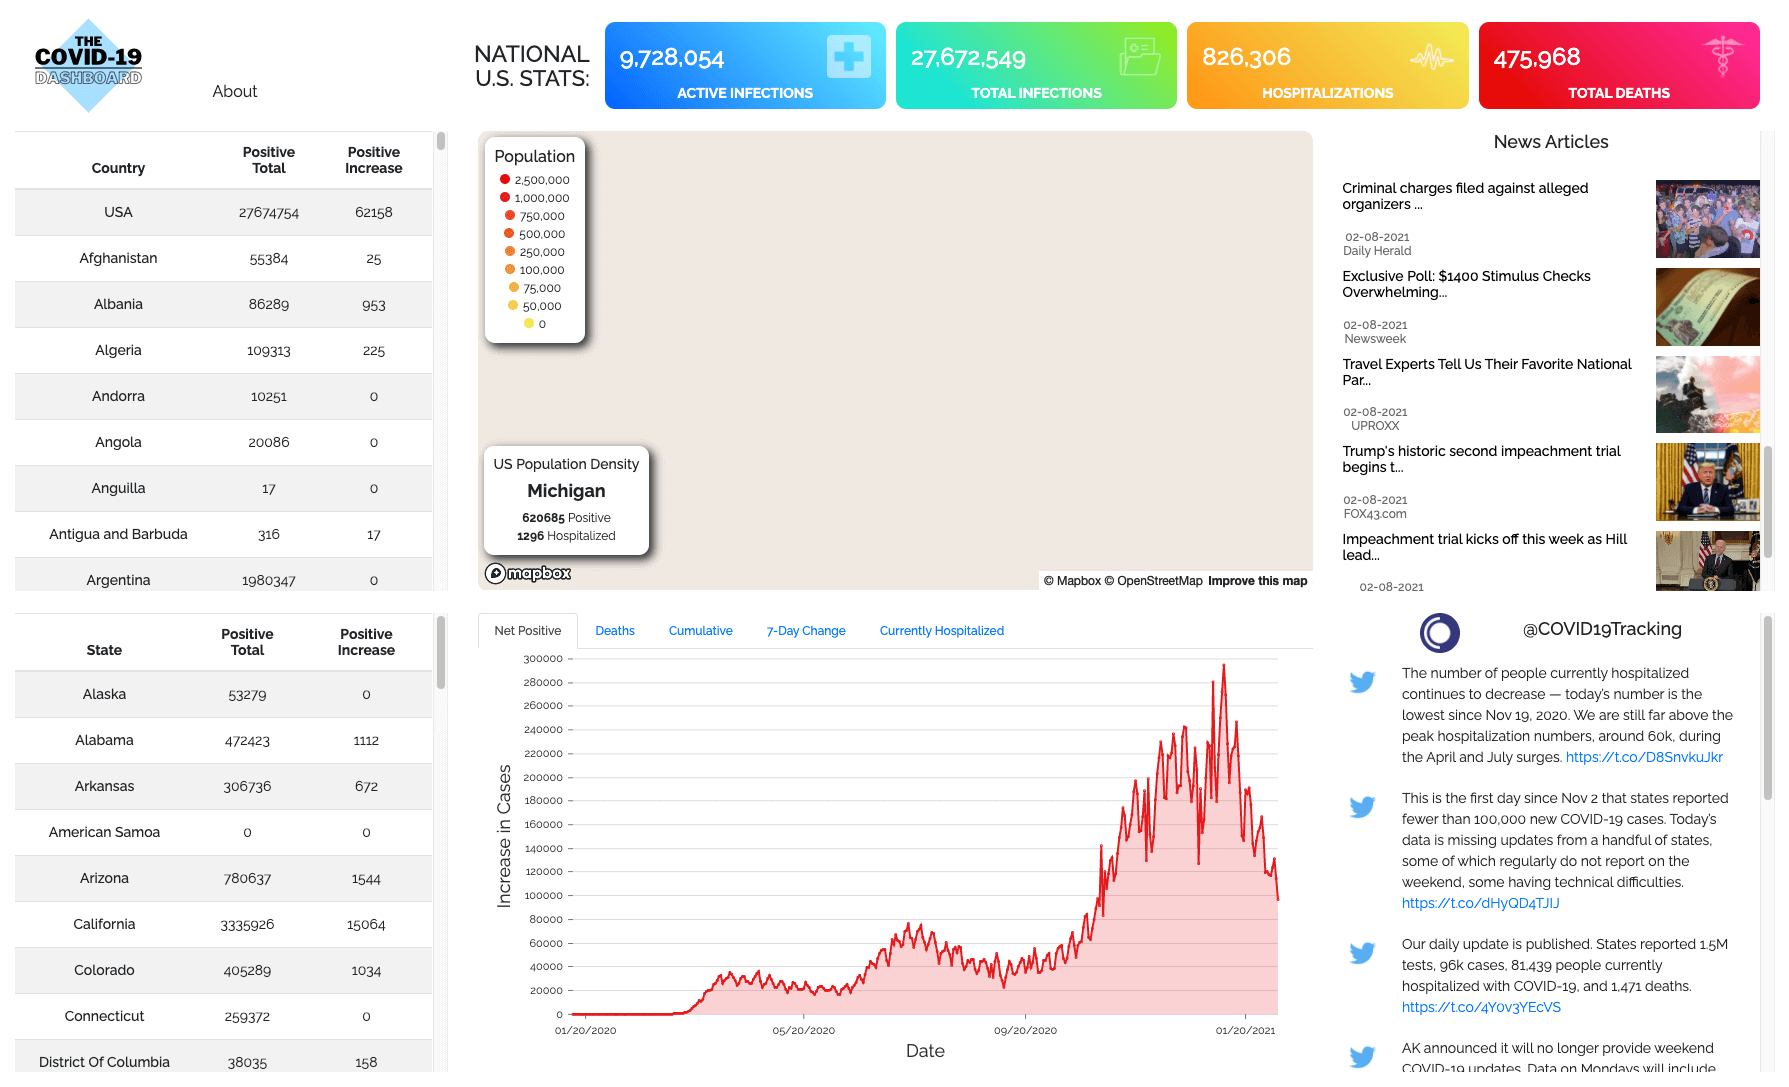 THE
COVID-19
DASHBOARD
About
NATIONAL
U.S. STATS:
9,728,054
ACTIVE INFECTIONS
27,672,549
TOTAL INFECTIONS
826,306
HOSPITALIZATIONS
475,968
TOTAL DEATHS
Country Positive Total Positive Increase
USA 27674754 62158
Afghanistan 55384 25
Albania 86289 953
Algeria 109313 225
Andorra 10251 0
Angola 20086 0
Anguilla 17 0
Antigua and Barbuda 316 17
Argentina 1980347 0
Population
2,500,000
1,000,000
750,000
500,000
250,000
100,000
75,000
50,000
0
US Population Density
Michigan
620685 Positive
1296 Hospitalized
mapbox
© Mapbox © OpenStreetMap Improve this map
News Articles
Criminal charges filed against alleged
organizers ...
02-08-2021
Daily Herald
Exclusive Poll: $1400 Stimulus Checks
Overwhelming...
02-08-2021
Newsweek
Travel Experts Tell Us Their Favorite National
Par...
02-08-2021
UPROXX
Trump's historic second impeachment trial
begins t...
02-08-2021
FOX43.com
Impeachment trial kicks off this week as Hill
lead...
02-08-2021
State Positive Total Positive Increase
Alaska 53279 0
Alabama 472423 1112
Arkansas 306736 672
American Samoa 0 0
Arizona 780637 1544
California 3335926 15064
Colorado 405289 1034
Connecticut 259372 0
District Of Columbia 38035 158
Net Positive Deaths Cumulative 7-Day Change Currently Hospitalized
300000
280000
260000
240000
220000
200000
180000
160000
140000
120000
100000
80000
60000
40000
20000
0
Increase in Cases
01/20/2020 05/20/2020 09/20/2020 01/20/2021
Date
@COVID19Tracking
The number of people currently hospitalized
continues to decrease — today's number is the
lowest since Nov 19, 2020. We are still far above the
peak hospitalization numbers, around 60k, during
the April and July surges. https://t.co/D8SnvkuJkr
This is the first day since Nov 2 that states reported
fewer than 100,000 new COVID-19 cases. Today's
data is missing updates from a handful of states,
some of which regularly do not report on the
weekend, some having technical difficulties.
https://t.co/dHyQD4TJIJ
Our daily update is published. States reported 1.5M
tests, 96k cases, 81,439 people currently
hospitalized with COVID-19, and 1,471 deaths.
https://t.co/4Y0v3YEcVS
AK announced it will no longer provide weekend
COVID-19 updates. Data on Mondays will include